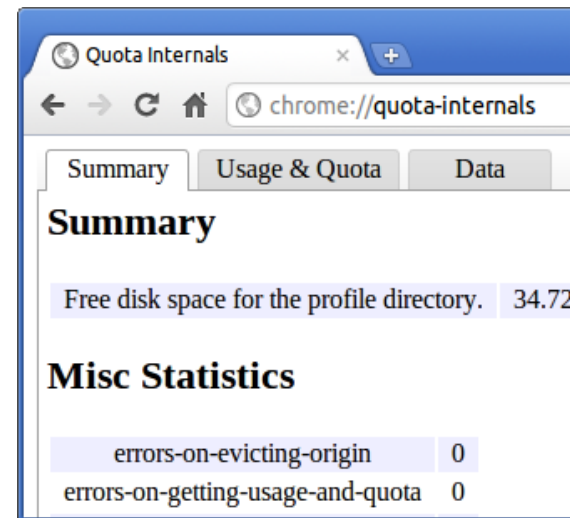 Quota Internals
chrome://quota-internals
Summary Usage & Quota Data
Summary
Free disk space for the profile directory. 34.72
Misc Statistics
errors-on-evicting-origin 0
errors-on-getting-usage-and-quota 0